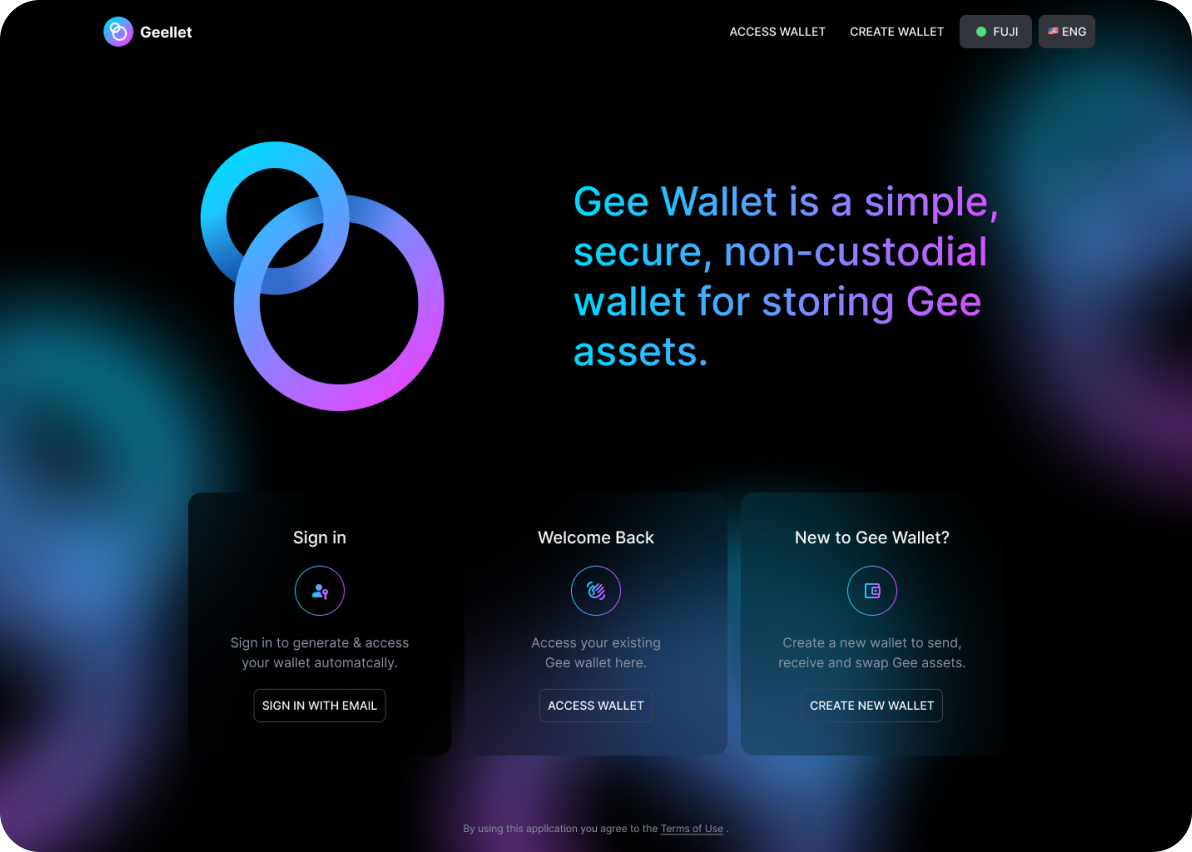 Geellet
ACCESS WALLET
CREATE WALLET
FUJI
ENG
Gee Wallet is a simple,
secure, non-custodial
wallet for storing Gee
assets.
Sign in
Sign in to generate & access
your wallet automatcally.
SIGN IN WITH EMAIL
Welcome Back
Access your existing
Gee wallet here.
ACCESS WALLET
New to Gee Wallet?
Create a new wallet to send,
receive and swap Gee assets.
CREATE NEW WALLET
By using this application you agree to the Terms of Use .